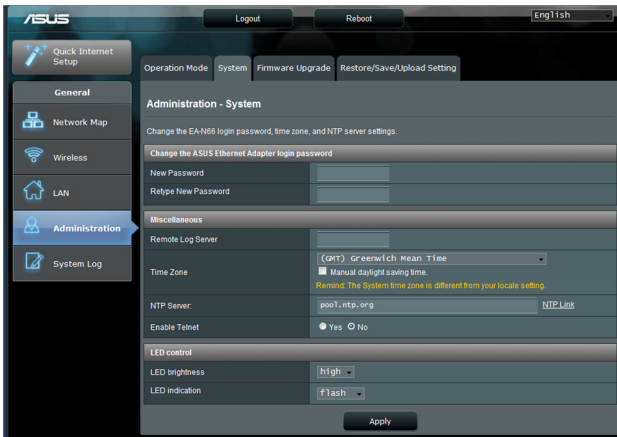 ASUS
Logout
Reboot
English
Quick Internet Setup
General
Network Map
Wireless
LAN
Administration
System Log
Operation Mode
System
Firmware Upgrade
Restore/Save/Upload Setting
Administration - System
Change the EA-N66 login password, time zone, and NTP server settings.
Change the ASUS Ethernet Adapter login password
New Password
Retype New Password
Miscellaneous
Remote Log Server
Time Zone
(GMT) Greenwich Mean Time
Manual daylight saving time.
Remind: The System time zone is different from your locale setting.
NTP Server:
pool.ntp.org
NTP Link
Enable Telnet
Yes
No
LED control
LED brightness
high
LED indication
flash
Apply